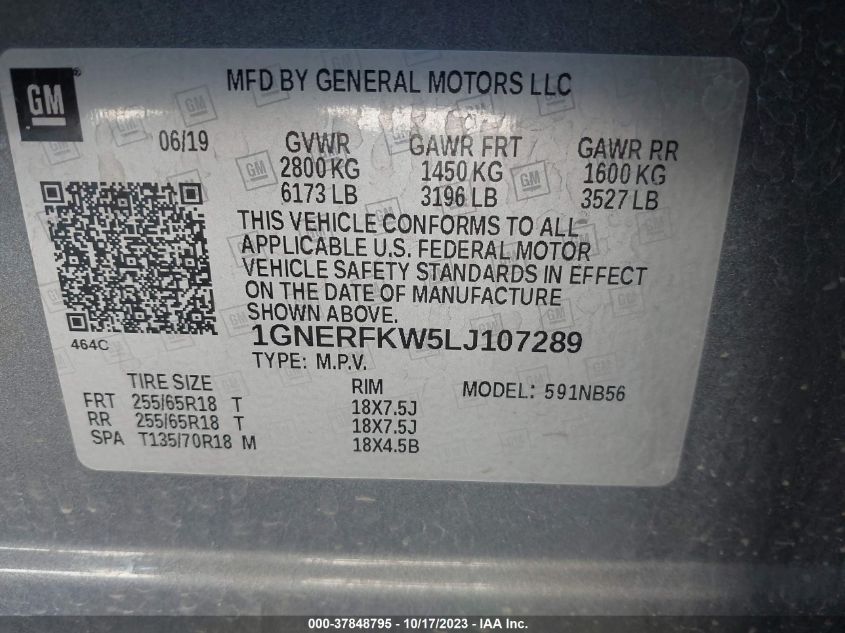 GM
MFD BY GENERAL MOTORS LLC
06/19 GVWR GAWR FRT GAWR RR
2800 KG 1450 KG 1600 KG
6173 LB 3196 LB 3527 LB
THIS VEHICLE CONFORMS TO ALL
APPLICABLE U.S. FEDERAL MOTOR
VEHICLE SAFETY STANDARDS IN EFFECT
ON THE DATE OF MANUFACTURE
SHOWN ABOVE.
464C
1GNERFKW5LJ107289
TYPE: M.P.V.
TIRE SIZE RIM MODEL: 591NB56
FRT 255/65R18 T 18X7.5J
RR 255/65R18 T 18X7.5J
SPA T135/70R18 M 18X4.5B
000-37848795 - 10/17/2023 - IAA Inc.